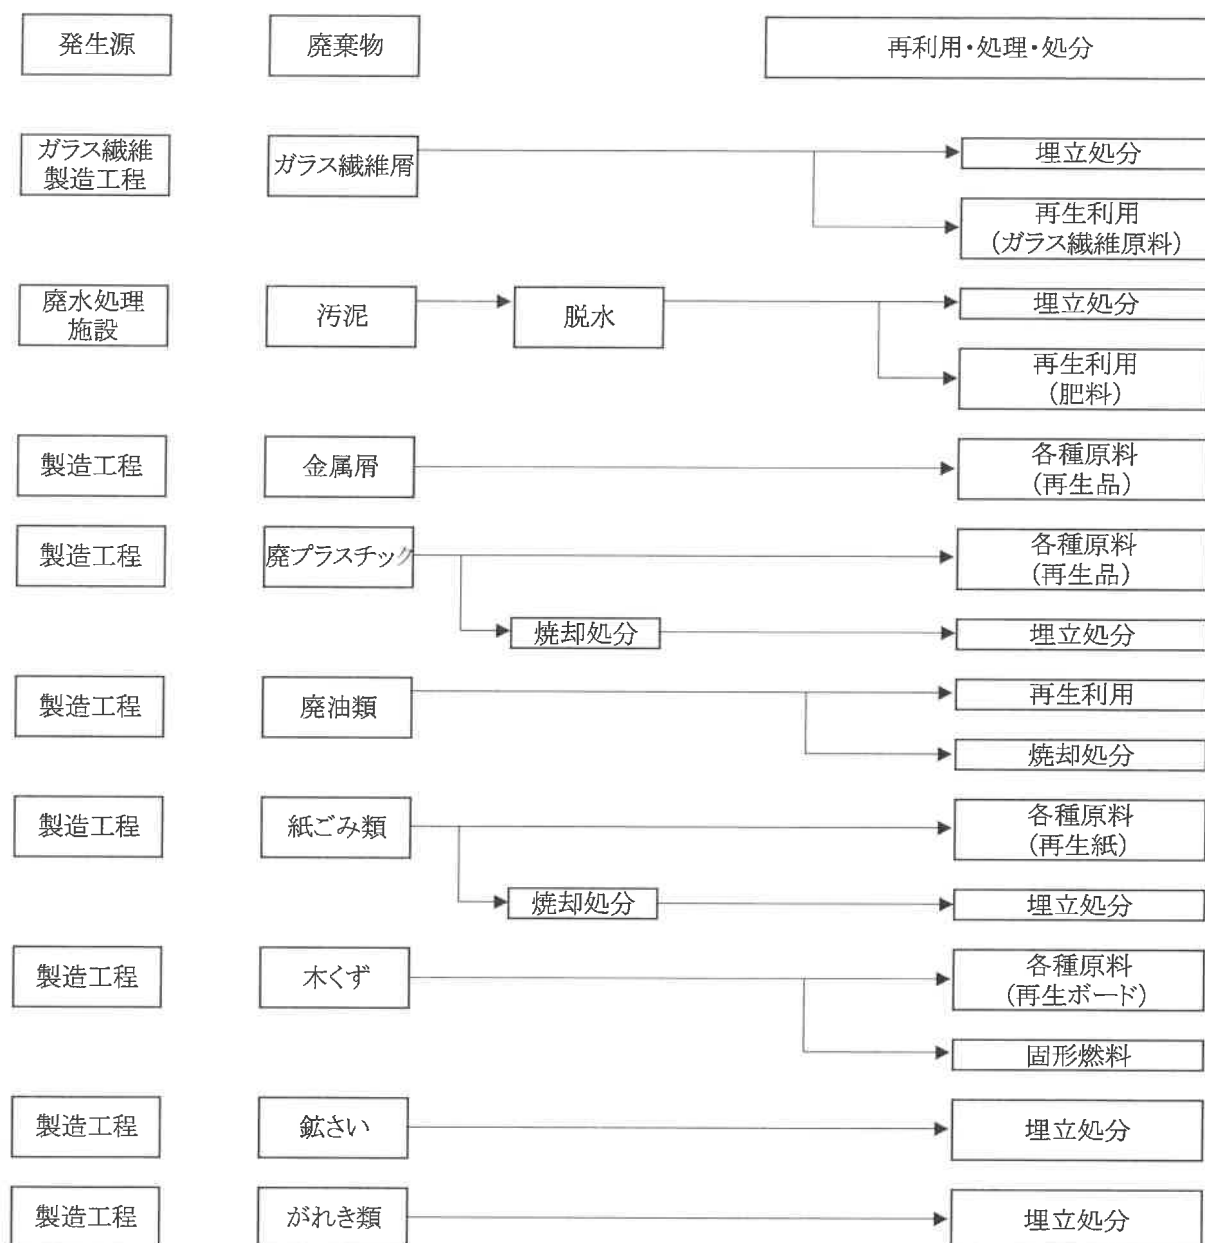 発生源
廃棄物
再利用・処理・処分
ガラス繊維
製造工程
ガラス繊維屑
埋立処分
再生利用
(ガラス繊維原料)
廃水処理
施設
汚泥
脱水
埋立処分
再生利用
(肥料)
製造工程
金属屑
各種原料
(再生品)
製造工程
廃プラスチック
各種原料
(再生品)
焼却処分
埋立処分
製造工程
廃油類
再生利用
焼却処分
製造工程
紙ごみ類
各種原料
(再生紙)
焼却処分
埋立処分
製造工程
木くず
各種原料
(再生ボード)
固形燃料
製造工程
鉱さい
埋立処分
製造工程
がれき類
埋立処分